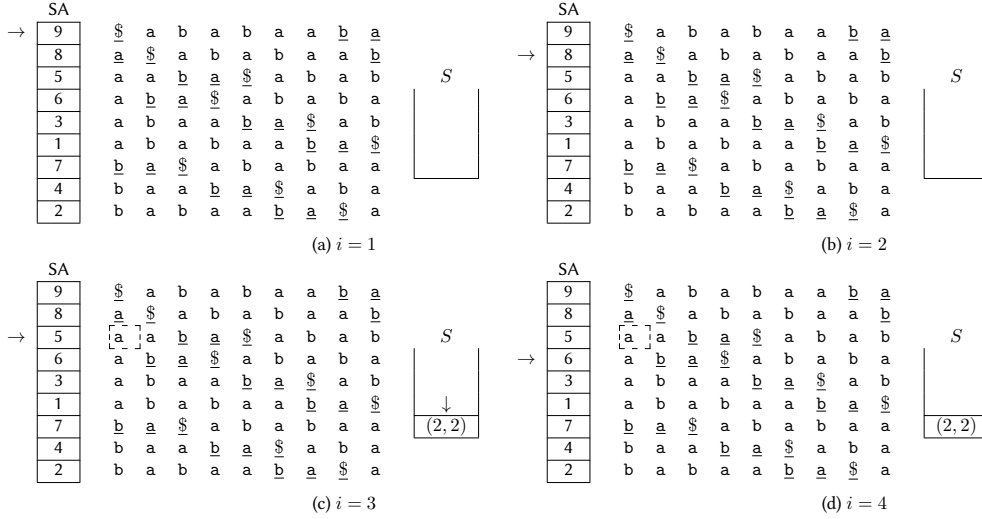 SA
→ 9 $ a b a b a a b a
8 a $ a b a b a a b
5 a a b a $ a b a b S
6 a b a $ a b a b a
3 a b a a b a $ a b
1 a b a b a a b a $
7 b a $ a b a b a a
4 b a a b a $ a b a
2 b a b a a b a $ a
(a) i = 1
SA
9 $ a b a b a a b a
→ 8 a $ a b a b a a b
5 a a b a $ a b a b S
6 a b a $ a b a b a
3 a b a a b a $ a b
1 a b a b a a b a $
7 b a $ a b a b a a
4 b a a b a $ a b a
2 b a b a a b a $ a
(b) i = 2
SA
9 $ a b a b a a b a
8 a $ a b a b a a b
→ 5 a a b a $ a b a b S
6 a b a $ a b a b a
3 a b a a b a $ a b
1 a b a b a a b a $ ↓
7 b a $ a b a b a a (2, 2)
4 b a a b a $ a b a
2 b a b a a b a $ a
(c) i = 3
SA
9 $ a b a b a a b a
8 a $ a b a b a a b
5 a a b a $ a b a b S
→ 6 a b a $ a b a b a
3 a b a a b a $ a b
1 a b a b a a b a $
7 b a $ a b a b a a (2, 2)
4 b a a b a $ a b a
2 b a b a a b a $ a
(d) i = 4